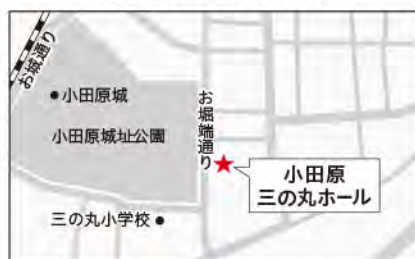 お城通り
小田原城
小田原城址公園
お堀端通り
小田原
三の丸ホール
三の丸小学校